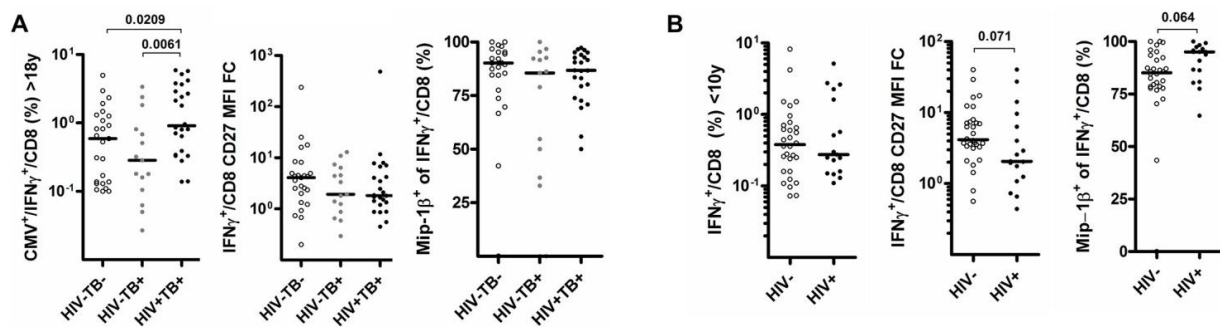 A
0.0209
0.0061
CMV⁺/IFNγ⁺/CD8 (%) >18y
10¹
10⁰
10⁻¹
HIV-TB-
HIV-TB+
HIV+TB+
IFNγ⁺/CD8 CD27 MFI FC
10³
10²
10¹
10⁰
HIV-TB-
HIV-TB+
HIV+TB+
Mip-1β⁺ of IFNγ⁺/CD8 (%)
100
75
50
25
HIV-TB-
HIV-TB+
HIV+TB+
B
IFNγ⁺/CD8 (%) <10y
10¹
10⁰
10⁻¹
HIV-
HIV+
0.071
IFNγ⁺/CD8 CD27 MFI FC
10²
10¹
10⁰
HIV-
HIV+
0.064
Mip–1β⁺ of IFNγ⁺/CD8 (%)
100
75
50
25
0
HIV-
HIV+